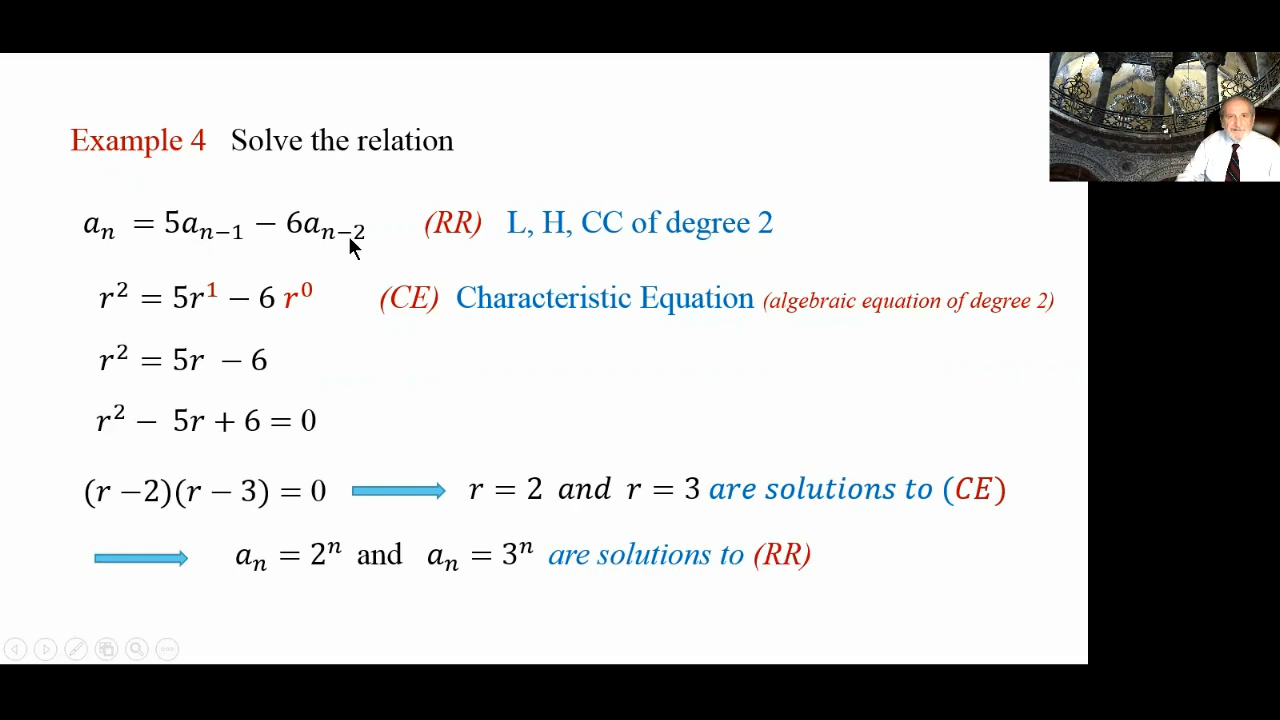 Example 4 Solve the relation
aₙ = 5aₙ₋₁ − 6aₙ₋₂ (RR) L, H, CC of degree 2
r² = 5r¹ − 6 r⁰ (CE) Characteristic Equation (algebraic equation of degree 2)
r² = 5r − 6
r² − 5r + 6 = 0
(r −2)(r − 3) = 0 r = 2 and r = 3 are solutions to (CE)
aₙ = 2ⁿ and aₙ = 3ⁿ are solutions to (RR)